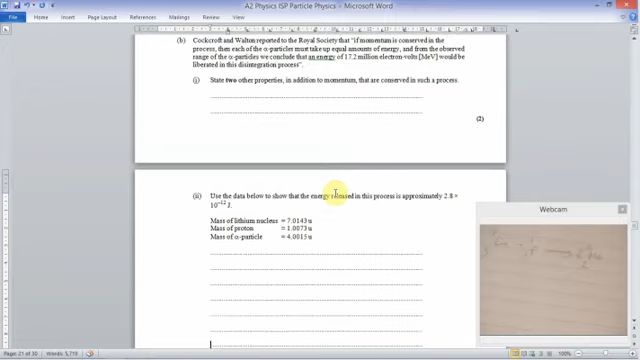 A2 Physics ISP Particle Physics - Microsoft Word
File
Home
Insert
Page Layout
References
Mailings
Review
View
(b) Cockcroft and Walton reported to the Royal Society that "if momentum is conserved in the
process, then each of the α-particles must take up equal amounts of energy, and from the observed
range of the α-particles we conclude that an energy of 17.2 million electron-volts [MeV] would be
liberated in this disintegration process".
(i) State two other properties, in addition to momentum, that are conserved in such a process.
(2)
(ii) Use the data below to show that the energy released in this process is approximately 2.8 ×
10⁻¹² J.
Mass of lithium nucleus = 7.0143 u
Mass of proton = 1.0073 u
Mass of α-particle = 4.0015 u
Webcam
Page: 21 of 30
Words: 5,719
100%